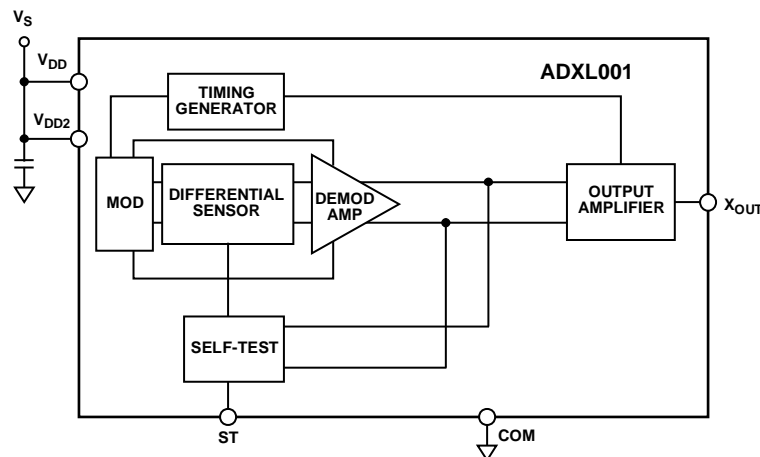 VS
VDD
ADXL001
TIMING
GENERATOR
VDD2
MOD
DIFFERENTIAL
SENSOR
DEMOD
AMP
OUTPUT
AMPLIFIER
XOUT
SELF-TEST
ST
COM